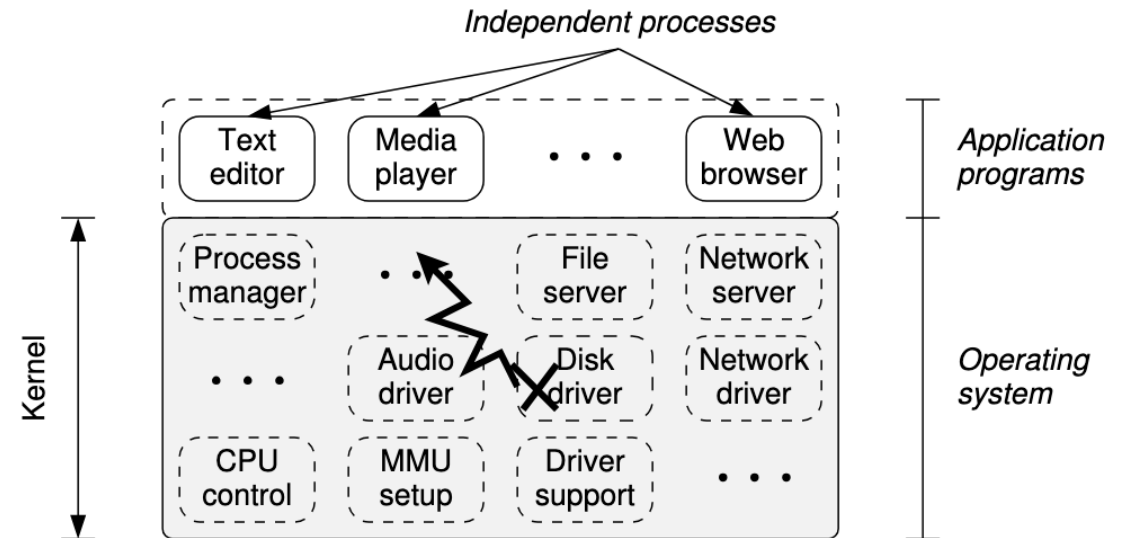 Independent processes
Text
editor
Media
player
. . .
Web
browser
Application
programs
Process
manager
. . .
File
server
Network
server
Kernel
. . .
Audio
driver
Disk
driver
Network
driver
Operating
system
CPU
control
MMU
setup
Driver
support
. . .